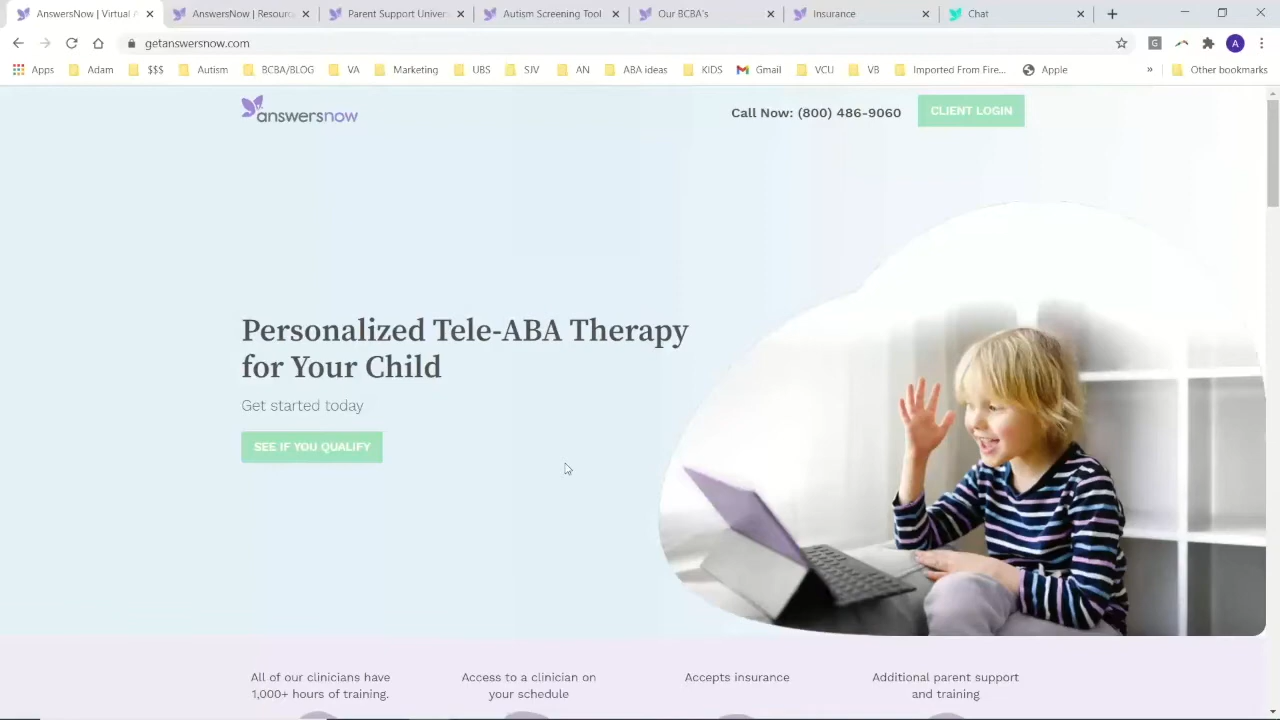 AnswersNow | Virtual A
AnswersNow | Resourc
Parent Support Univer
Autism Screening Tool
Our BCBA's
Insurance
Chat
getanswersnow.com
G
A
Apps
Adam
$$$
Autism
BCBA/BLOG
VA
Marketing
UBS
SJV
AN
ABA ideas
KIDS
Gmail
VCU
VB
Imported From Fire...
Apple
»
Other bookmarks
answersnow
Call Now: (800) 486-9060
CLIENT LOGIN
Personalized Tele-ABA Therapy
for Your Child
Get started today
SEE IF YOU QUALIFY
All of our clinicians have
1,000+ hours of training.
Access to a clinician on
your schedule
Accepts insurance
Additional parent support
and training